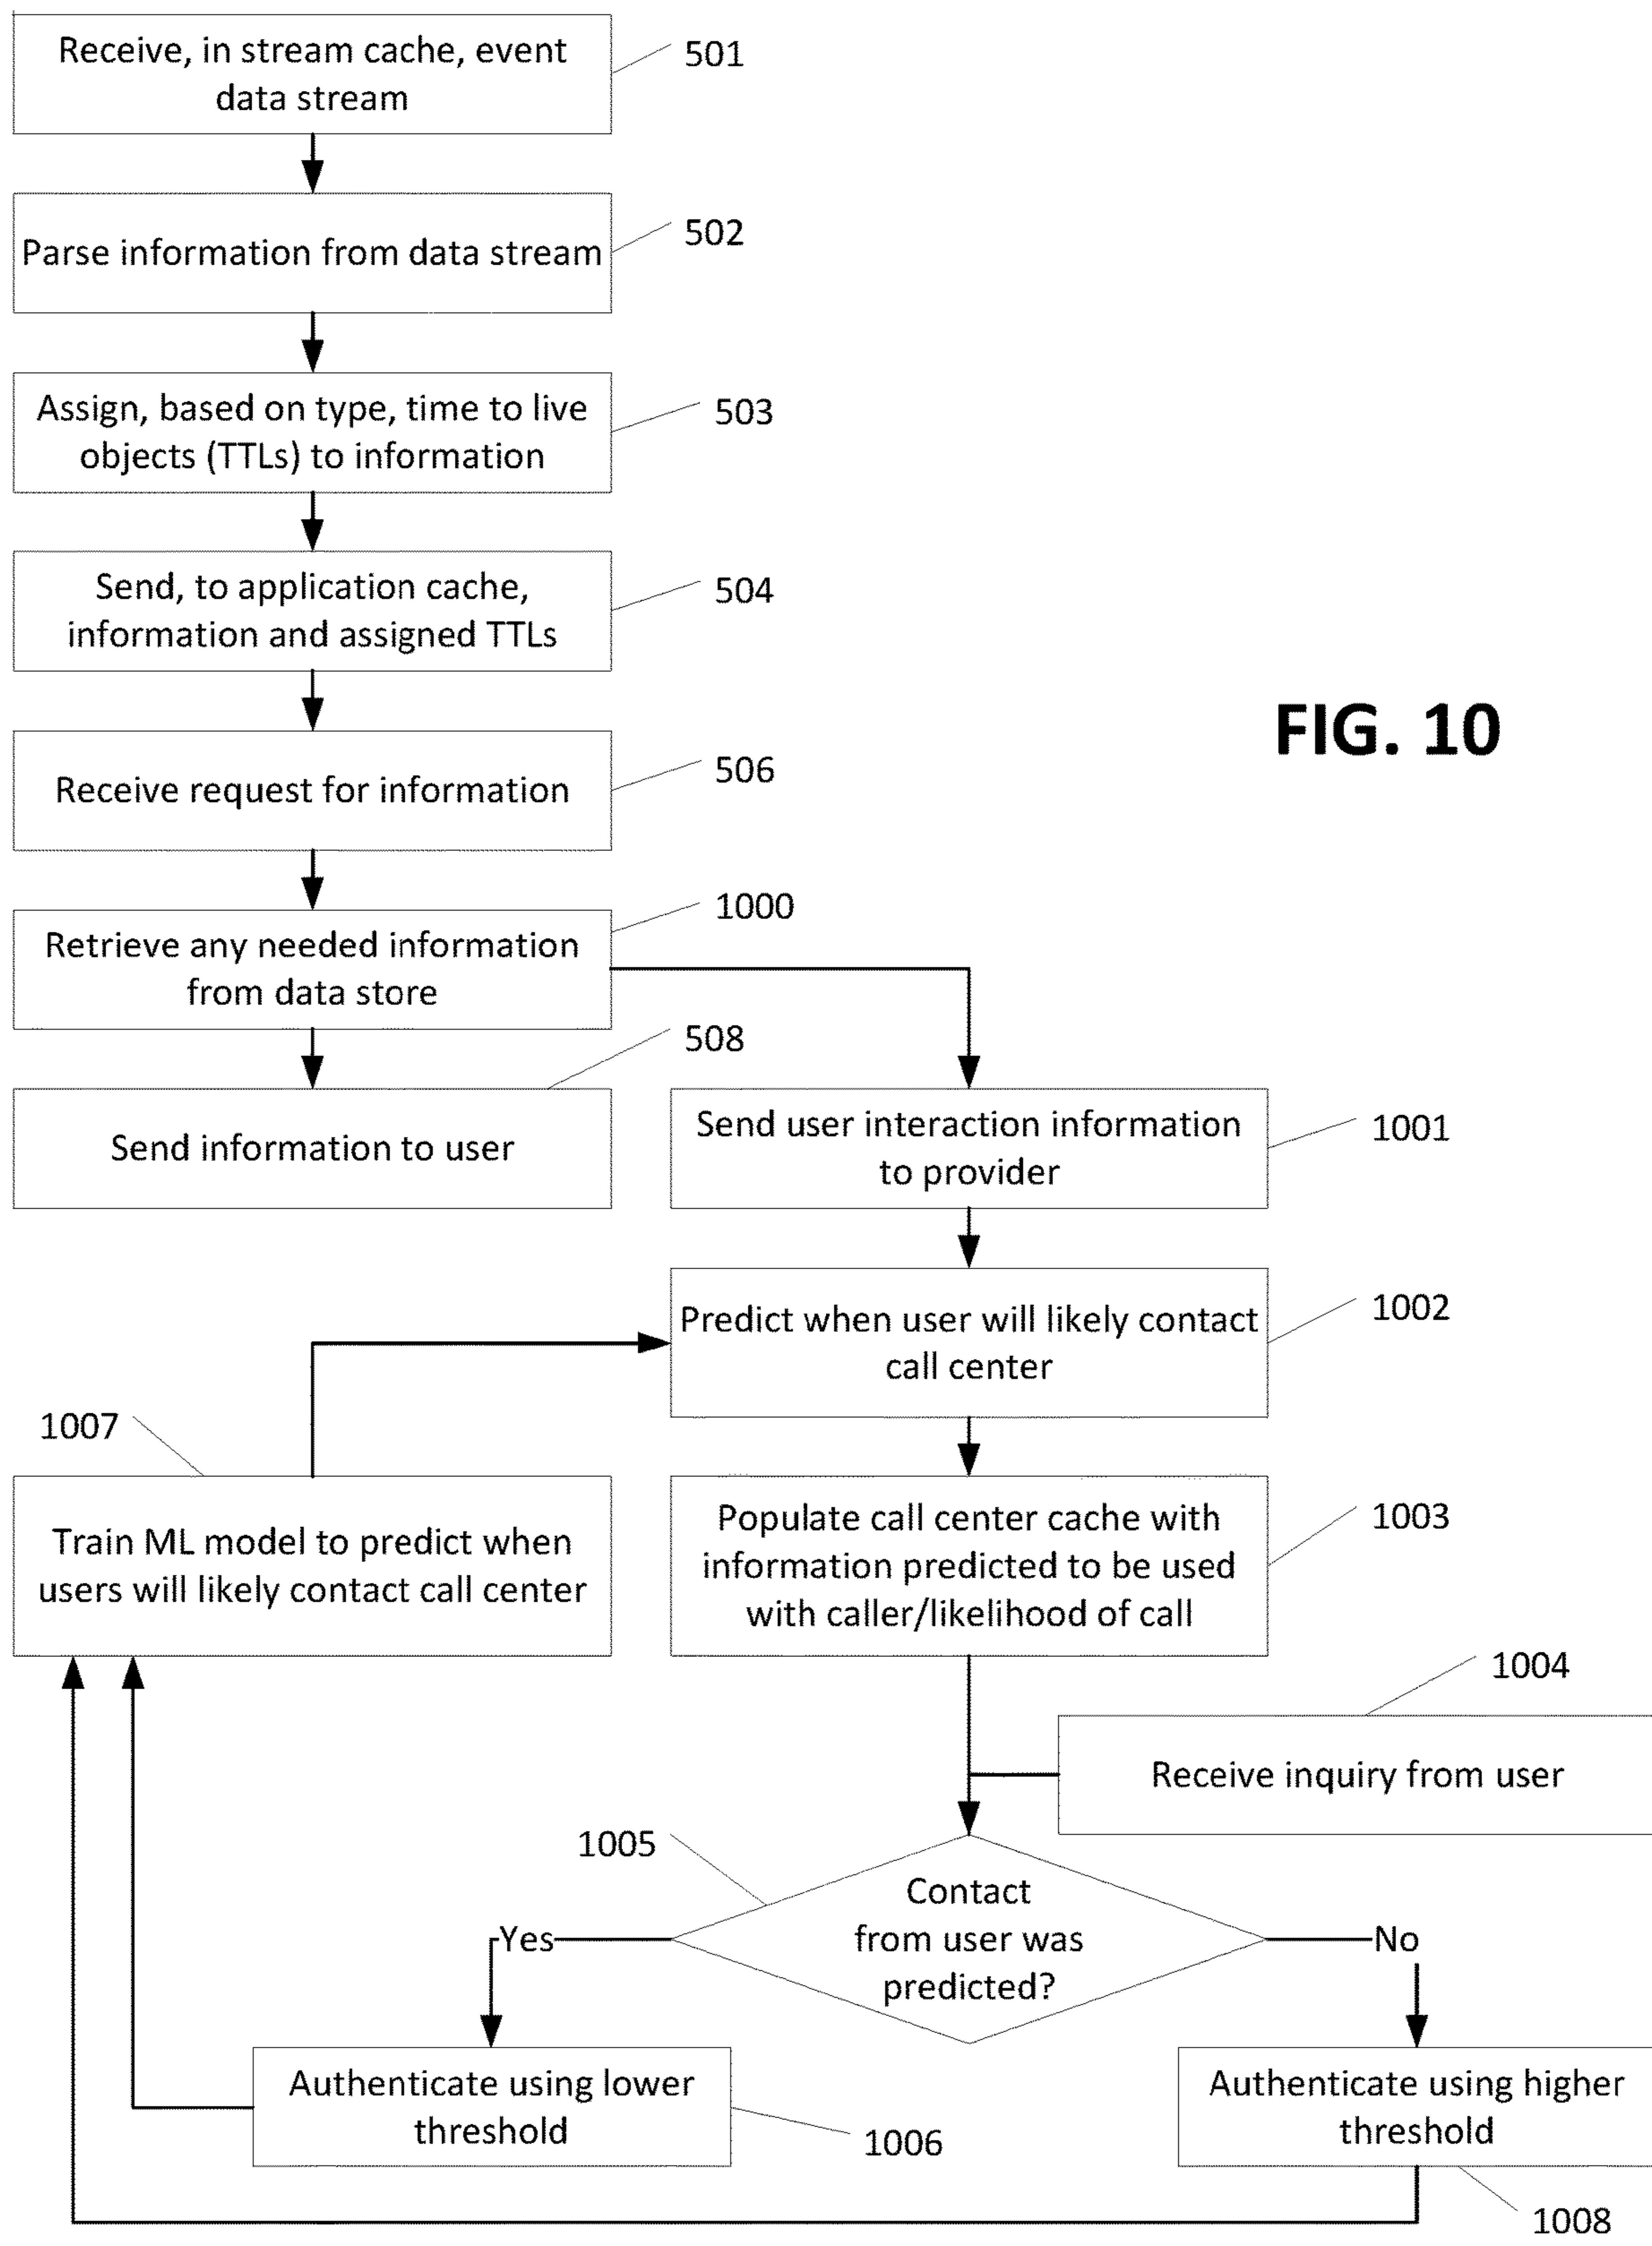 Receive, in stream cache, event
data stream
501
Parse information from data stream
502
Assign, based on type, time to live
objects (TTLs) to information
503
Send, to application cache,
information and assigned TTLs
504
FIG. 10
Receive request for information
506
Retrieve any needed information
from data store
1000
Send information to user
508
Send user interaction information
to provider
1001
Predict when user will likely contact
call center
1002
1007
Train ML model to predict when
users will likely contact call center
Populate call center cache with
information predicted to be used
with caller/likelihood of call
1003
1004
Receive inquiry from user
1005
Contact
from user was
predicted?
Yes
No
Authenticate using lower
threshold
1006
Authenticate using higher
threshold
1008